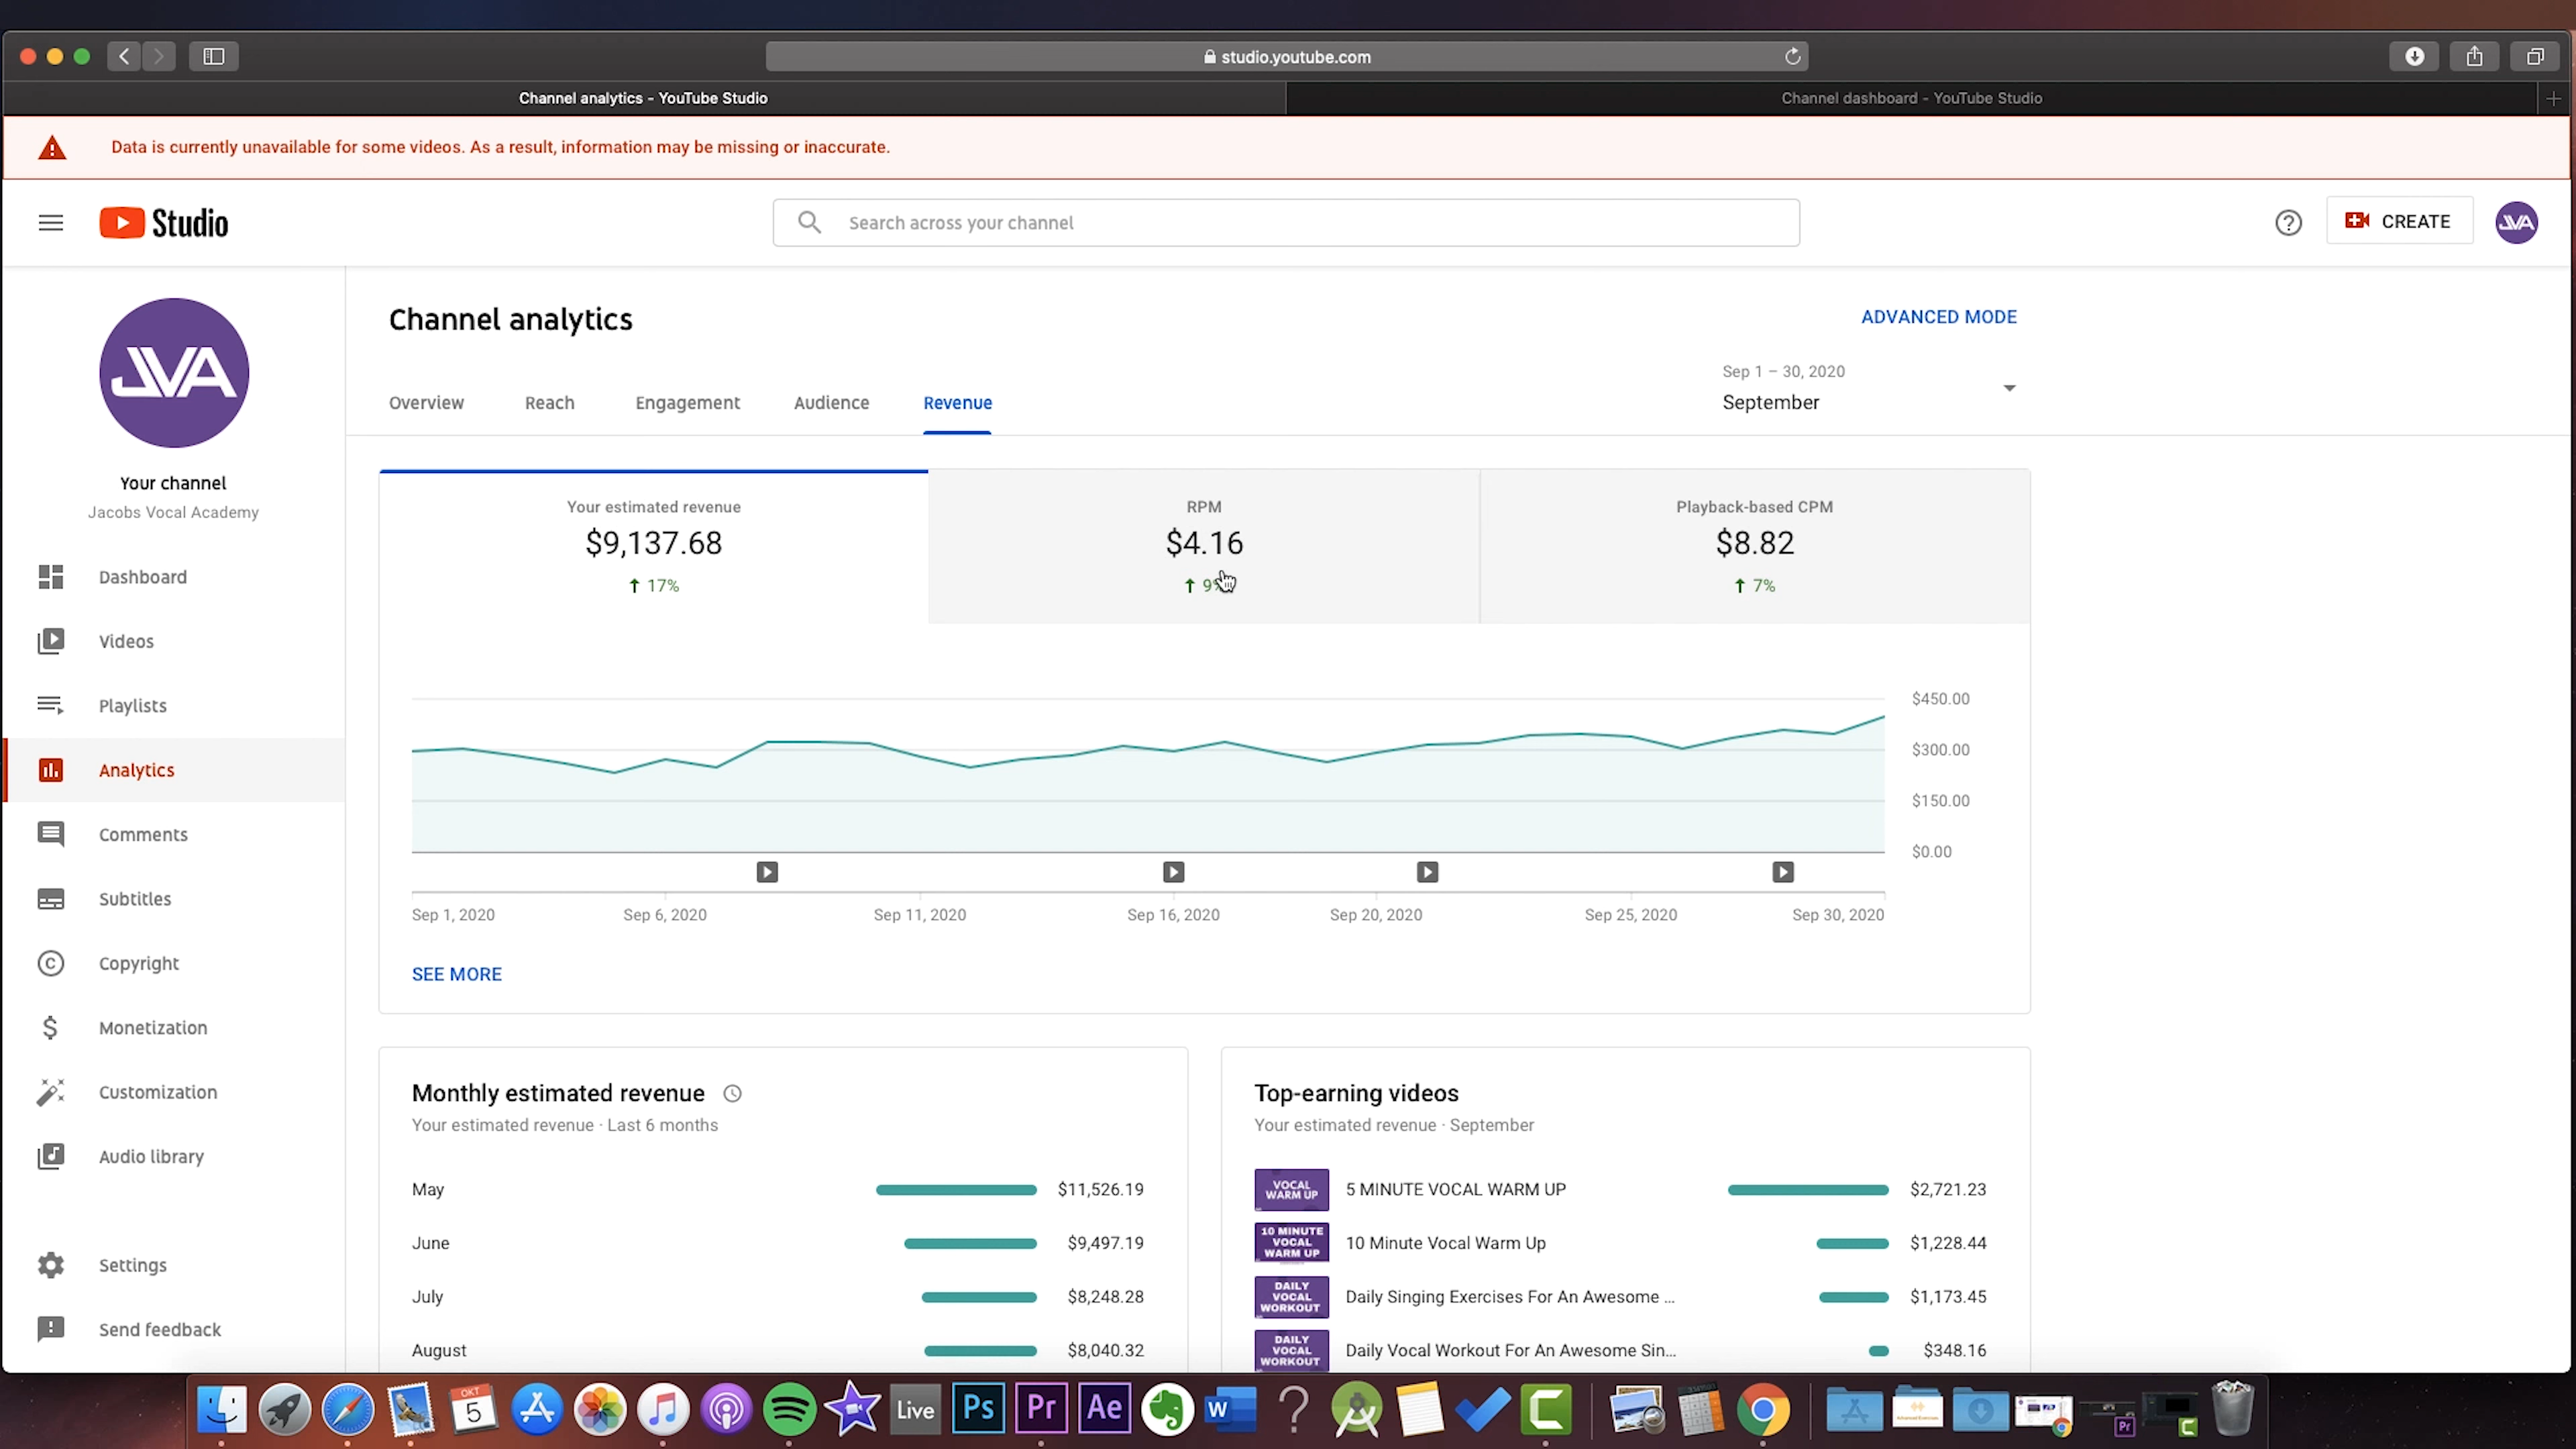 studio.youtube.com
Channel analytics - YouTube Studio
Channel dashboard - YouTube Studio
Data is currently unavailable for some videos. As a result, information may be missing or inaccurate.
Studio
Search across your channel
CREATE
JVA
JVA
Your channel
Jacobs Vocal Academy
Dashboard
Videos
Playlists
Analytics
Comments
Subtitles
Copyright
Monetization
Customization
Audio library
Settings
Send feedback
Channel analytics
ADVANCED MODE
Overview
Reach
Engagement
Audience
Revenue
Sep 1 – 30, 2020
September
Your estimated revenue
$9,137.68
17%
RPM
$4.16
9%
Playback-based CPM
$8.82
7%
$450.00
$300.00
$150.00
$0.00
Sep 1, 2020
Sep 6, 2020
Sep 11, 2020
Sep 16, 2020
Sep 20, 2020
Sep 25, 2020
Sep 30, 2020
SEE MORE
Monthly estimated revenue
Your estimated revenue · Last 6 months
May $11,526.19
June $9,497.19
July $8,248.28
August $8,040.32
Top-earning videos
Your estimated revenue · September
VOCAL
WARM UP
5 MINUTE VOCAL WARM UP $2,721.23
10 MINUTE
VOCAL
WARM UP
10 Minute Vocal Warm Up $1,228.44
DAILY
VOCAL
WORKOUT
Daily Singing Exercises For An Awesome ... $1,173.45
DAILY
VOCAL
WORKOUT
Daily Vocal Workout For An Awesome Sin... $348.16
OKT
5
Live
Ps
Pr
Ae
W
?
Pr